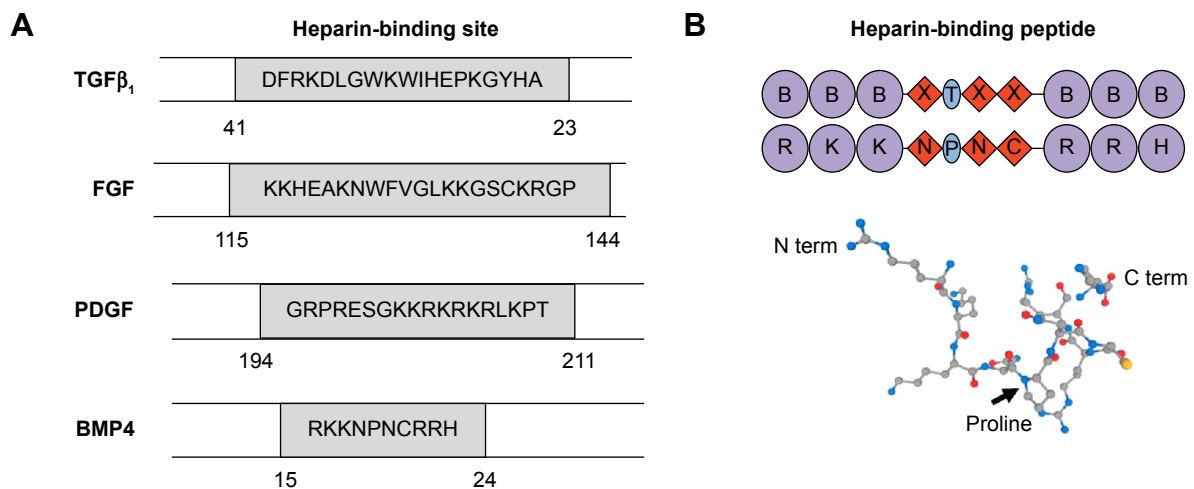 A
Heparin-binding site
TGFβ₁
DFRKDLGWKWIHEPKGYHA
41
23
FGF
KKHEAKNWFVGLKKGSCKRGP
115
144
PDGF
GRPRESGKKRKRKRLKPT
194
211
BMP4
RKKNPNCRRH
15
24
B
Heparin-binding peptide
B B B X T X X B B B
R K K N P N C R R H
N term
C term
Proline